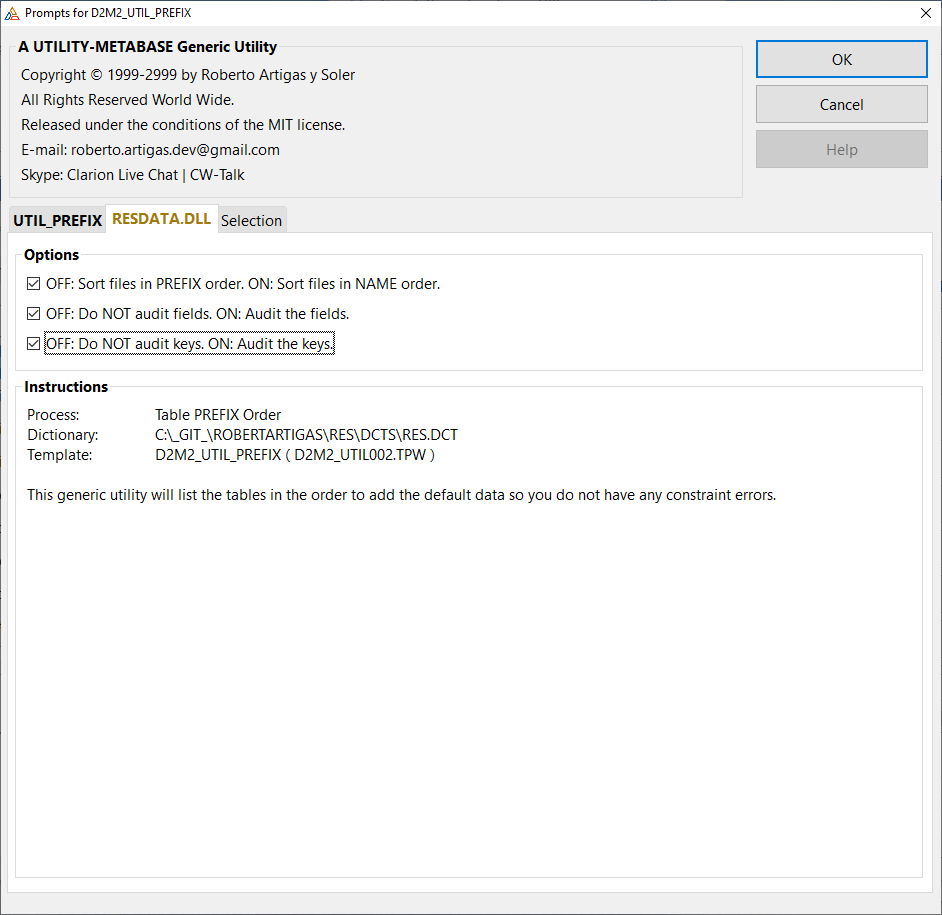 Prompts for D2M2_UTIL_PREFIX
A UTILITY-METABASE Generic Utility
Copyright © 1999-2999 by Roberto Artigas y Soler
All Rights Reserved World Wide.
Released under the conditions of the MIT license.
E-mail: roberto.artigas.dev@gmail.com
Skype: Clarion Live Chat | CW-Talk
OK
Cancel
Help
UTIL_PREFIX RESDATA.DLL Selection
Options
OFF: Sort files in PREFIX order. ON: Sort files in NAME order.
OFF: Do NOT audit fields. ON: Audit the fields.
OFF: Do NOT audit keys. ON: Audit the keys.
Instructions
Process: Table PREFIX Order
Dictionary: C:\_GIT_\ROBERTARTIGAS\RES\DCTS\RES.DCT
Template: D2M2_UTIL_PREFIX ( D2M2_UTIL002.TPW )
This generic utility will list the tables in the order to add the default data so you do not have any constraint errors.